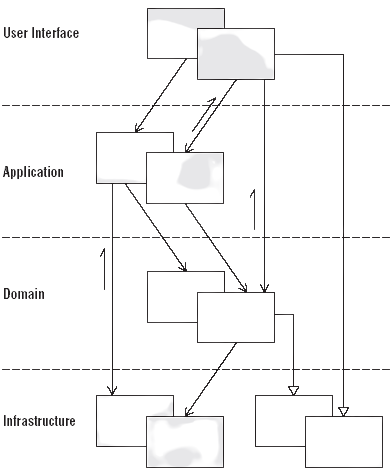 User Interface
Application
Domain
Infrastructure